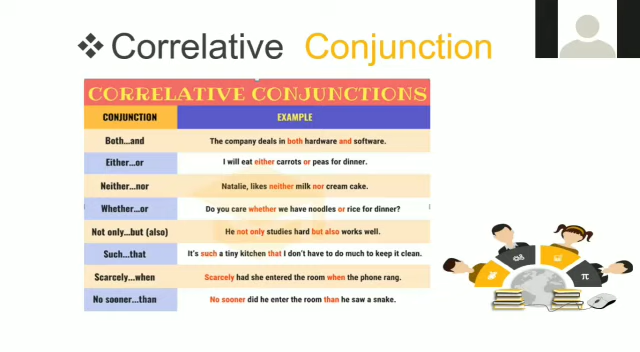 ❖ Correlative Conjunction
CORRELATIVE CONJUNCTIONS
CONJUNCTION EXAMPLE
Both...and The company deals in both hardware and software.
Either...or I will eat either carrots or peas for dinner.
Neither...nor Natalie, likes neither milk nor cream cake.
Whether...or Do you care whether we have noodles or rice for dinner?
Not only...but (also) He not only studies hard but also works well.
Such...that It's such a tiny kitchen that I don't have to do much to keep it clean.
Scarcely...when Scarcely had she entered the room when the phone rang.
No sooner...than No sooner did he enter the room than he saw a snake.
π